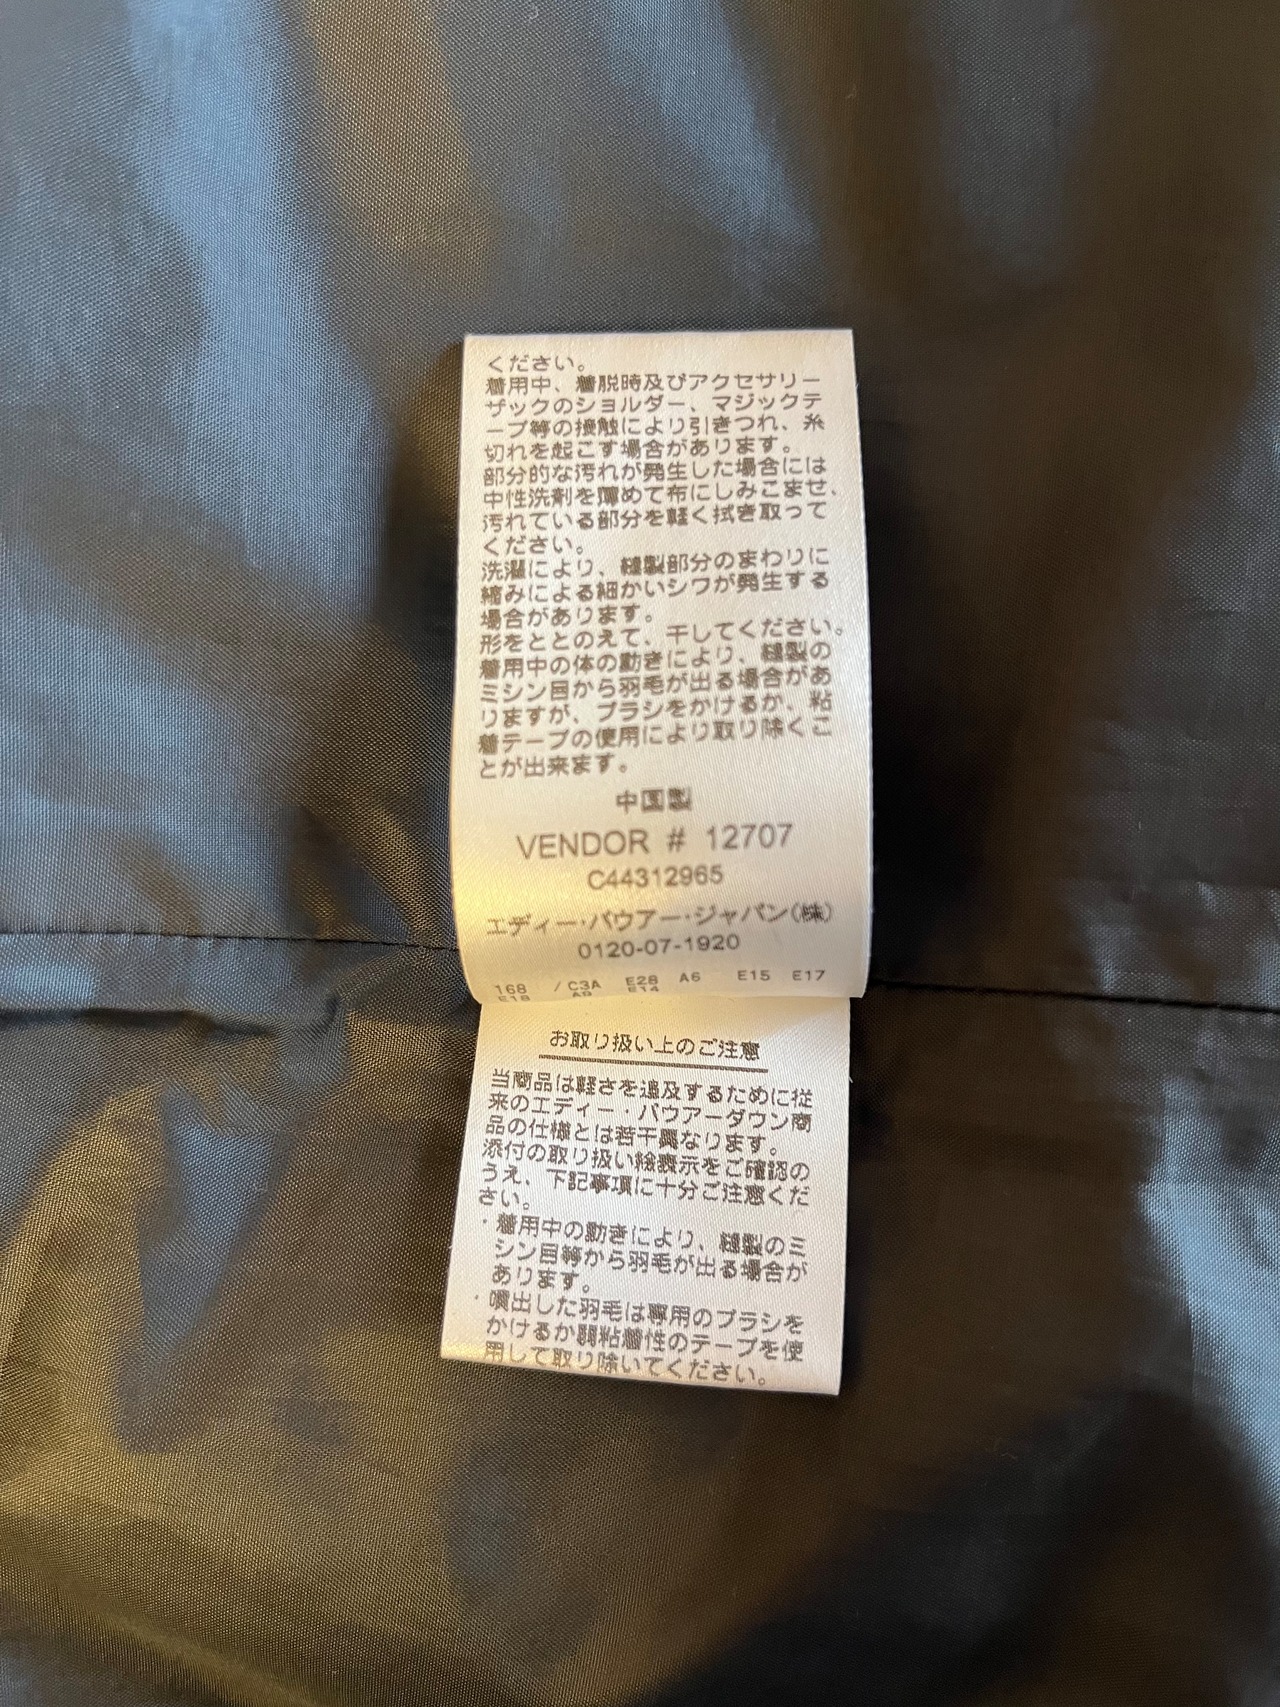 ください。
着用中、着脱時及びアクセサリー
ザックのショルダー、マジックテ
ープ等の接触により引きつれ、糸
切れを起こす場合があります。
部分的な汚れが発生した場合には
中性洗剤を薄めて布にしみこませ、
汚れている部分を軽く拭き取って
ください。
洗濯により、縫製部分のまわりに
縮みによる細かいシワが発生する
場合があります。
形をととのえて、干してください。
着用中の体の動きにより、縫製の
ミシン目から羽毛が出る場合があ
りますが、ブラシをかけるか、粘
着テープの使用により取り除くこ
とが出来ます。
中国製
VENDOR # 12707
C44312965
エディー・バウアー・ジャパン(株)
0120-07-1920
168 /C3A E28 A6 E15 E17
E18 A9 E14
お取り扱い上のご注意
当商品は軽さを追及するために従
来のエディー・バウアーダウン商
品の仕様とは若干異なります。
添付の取り扱い絵表示をご確認の
うえ、下記事項に十分ご注意くだ
さい。
・着用中の動きにより、縫製のミ
シン目等から羽毛が出る場合が
あります。
・噴出した羽毛は専用のブラシを
かけるか弱粘着性のテープを使
用して取り除いてください。